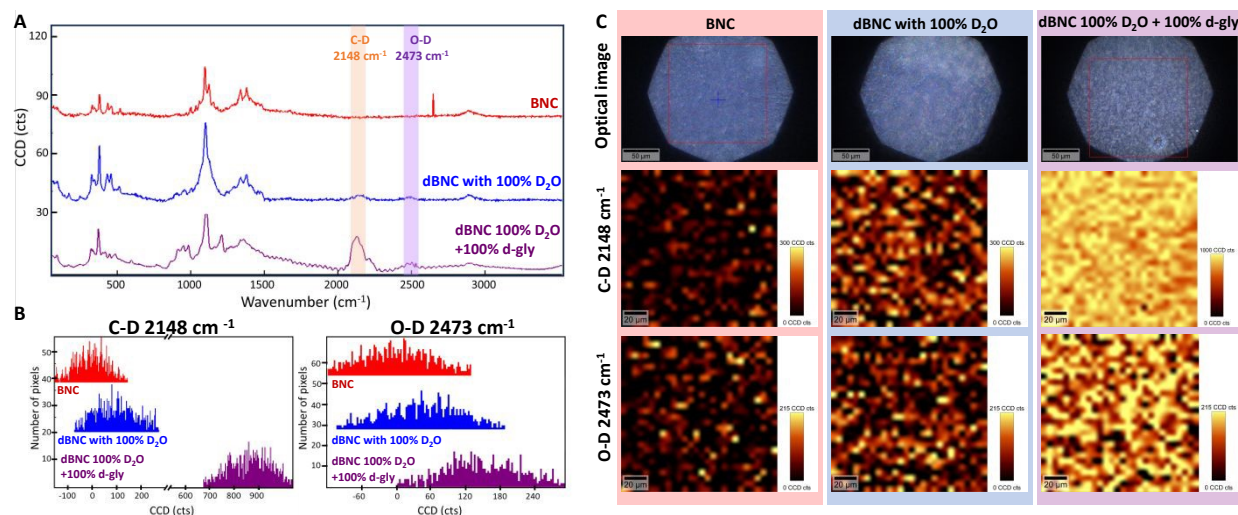 A
C-D
2148 cm⁻¹
O-D
2473 cm⁻¹
120
90
60
30
CCD (cts)
BNC
dBNC with 100% D₂O
dBNC 100% D₂O
+100% d-gly
500
1000
1500
2000
2500
3000
Wavenumber (cm⁻¹)
B
C-D 2148 cm ⁻¹
50
40
30
20
10
Number of pixels
BNC
dBNC with 100% D₂O
dBNC 100% D₂O
+100% d-gly
-100
0
100
200
600
700
800
900
CCD (cts)
O-D 2473 cm⁻¹
60
50
40
30
20
10
Number of pixels
BNC
dBNC with 100% D₂O
dBNC 100% D₂O
+100% d-gly
-60
0
60
120
180
240
CCD (cts)
C
BNC
dBNC with 100% D₂O
dBNC 100% D₂O + 100% d-gly
Optical image
50 µm
50 µm
50 µm
C-D 2148 cm⁻¹
300 CCD cts
0 CCD cts
20 µm
300 CCD cts
0 CCD cts
20 µm
1000 CCD cts
0 CCD cts
20 µm
O-D 2473 cm⁻¹
215 CCD cts
0 CCD cts
20 µm
215 CCD cts
0 CCD cts
20 µm
215 CCD cts
0 CCD cts
20 µm